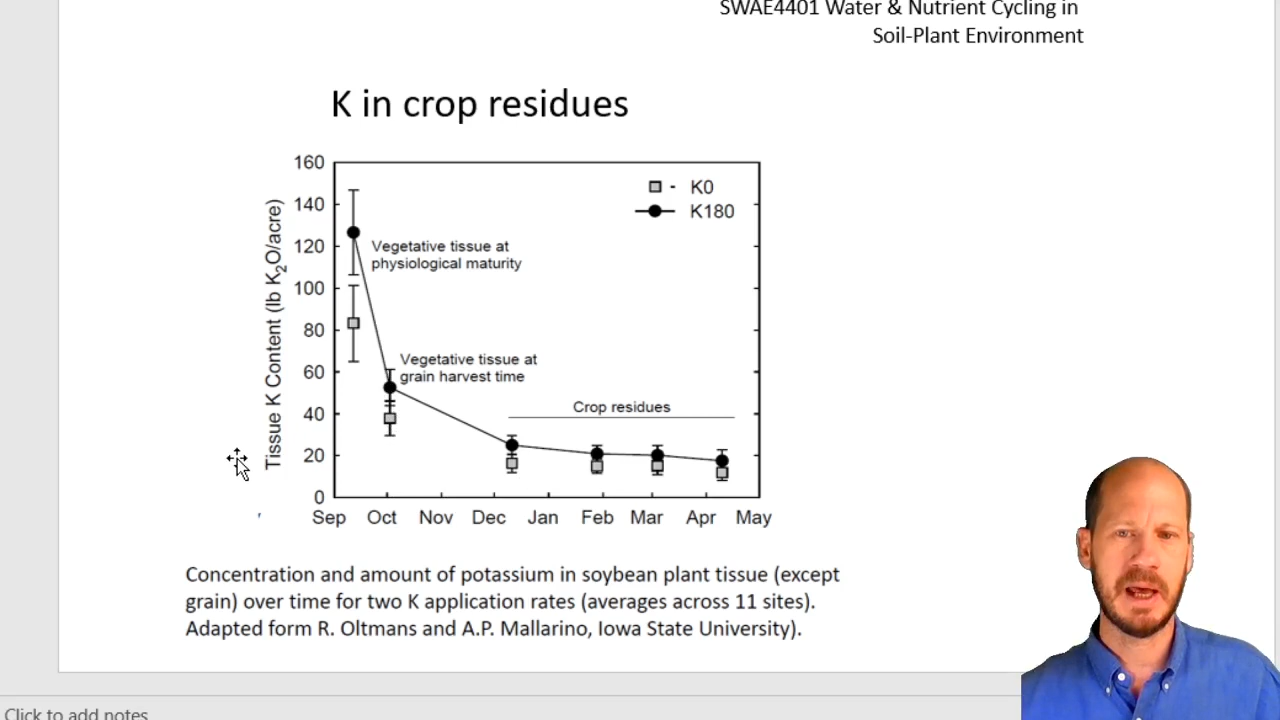 SWAE4401 Water & Nutrient Cycling in
Soil-Plant Environment
K in crop residues
160
140
120
100
80
60
40
20
0
Tissue K Content (lb K₂O/acre)
K0
K180
Vegetative tissue at
physiological maturity
Vegetative tissue at
grain harvest time
Crop residues
Sep Oct Nov Dec Jan Feb Mar Apr May
Concentration and amount of potassium in soybean plant tissue (except
grain) over time for two K application rates (averages across 11 sites).
Adapted form R. Oltmans and A.P. Mallarino, Iowa State University).
Click to add notes